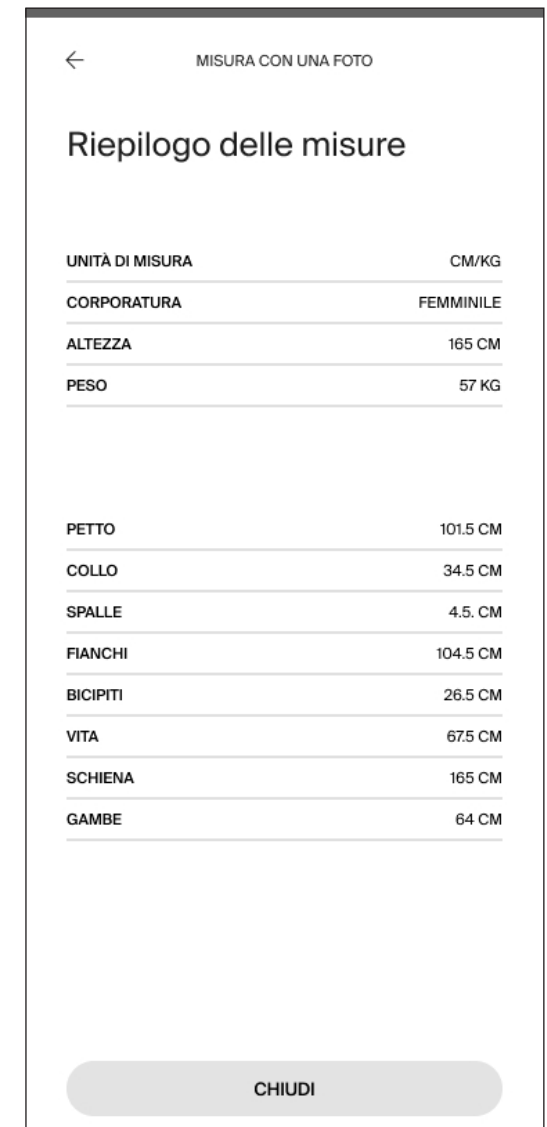 MISURA CON UNA FOTO
Riepilogo delle misure
UNITÀ DI MISURA CM/KG
CORPORATURA FEMMINILE
ALTEZZA 165 CM
PESO 57 KG
PETTO 101.5 CM
COLLO 34.5 CM
SPALLE 4.5. CM
FIANCHI 104.5 CM
BICIPITI 26.5 CM
VITA 67.5 CM
SCHIENA 165 CM
GAMBE 64 CM
CHIUDI